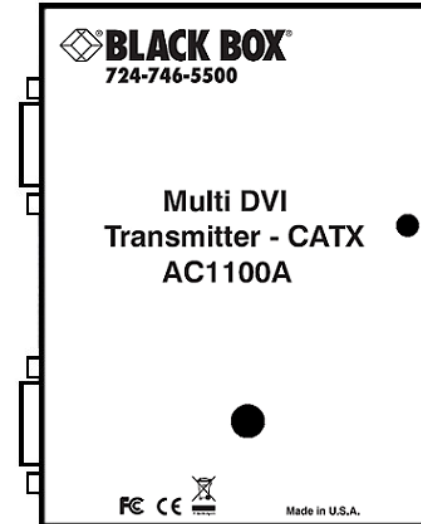 BLACK BOX®
724-746-5500
Multi DVI
Transmitter - CATX
AC1100A
FC CE Made in U.S.A.